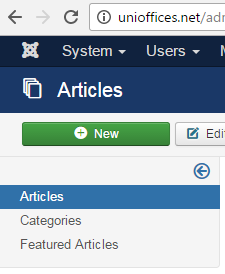 unioffices.net/adr
System Users
Articles
New Edi
Articles
Categories
Featured Articles